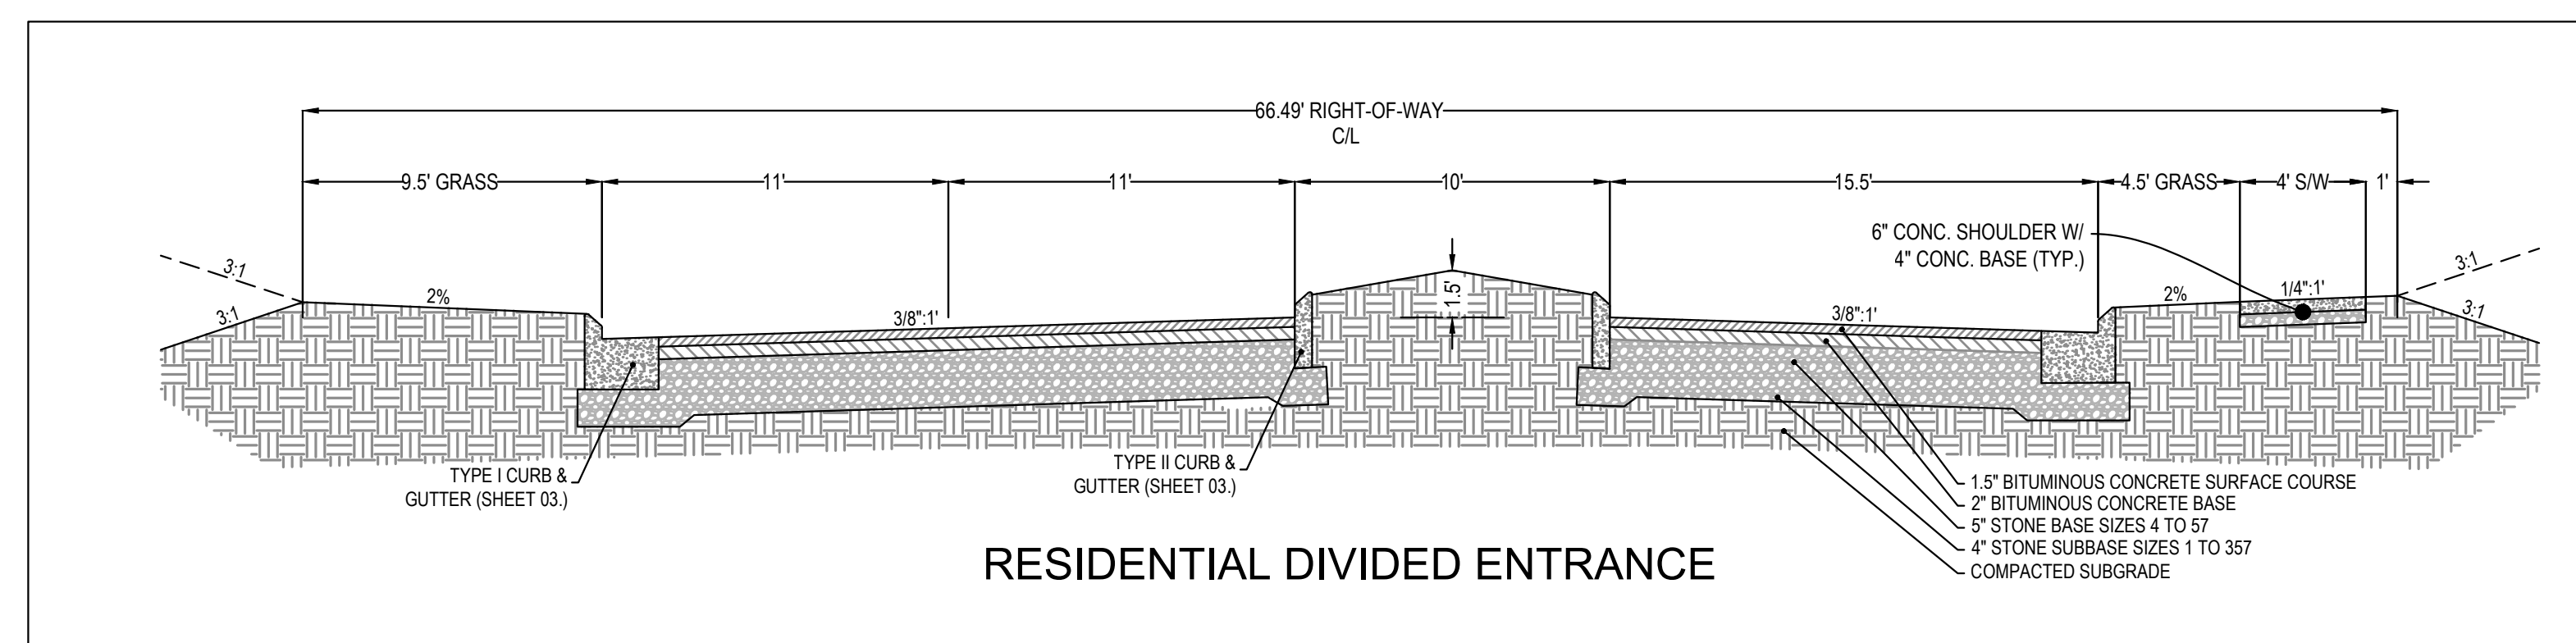 66.49' RIGHT-OF-WAY
C/L
9.5' GRASS
11'
11'
10'
15.5'
4.5' GRASS
4' S/W
1'
6" CONC. SHOULDER W/
4" CONC. BASE (TYP.)
3:1
3:1
2%
3/8":1'
1.5'
3/8":1'
2%
1/4":1'
3:1
3:1
TYPE I CURB &
GUTTER (SHEET 03.)
TYPE II CURB &
GUTTER (SHEET 03.)
1.5" BITUMINOUS CONCRETE SURFACE COURSE
2" BITUMINOUS CONCRETE BASE
5" STONE BASE SIZES 4 TO 57
4" STONE SUBBASE SIZES 1 TO 357
COMPACTED SUBGRADE
RESIDENTIAL DIVIDED ENTRANCE